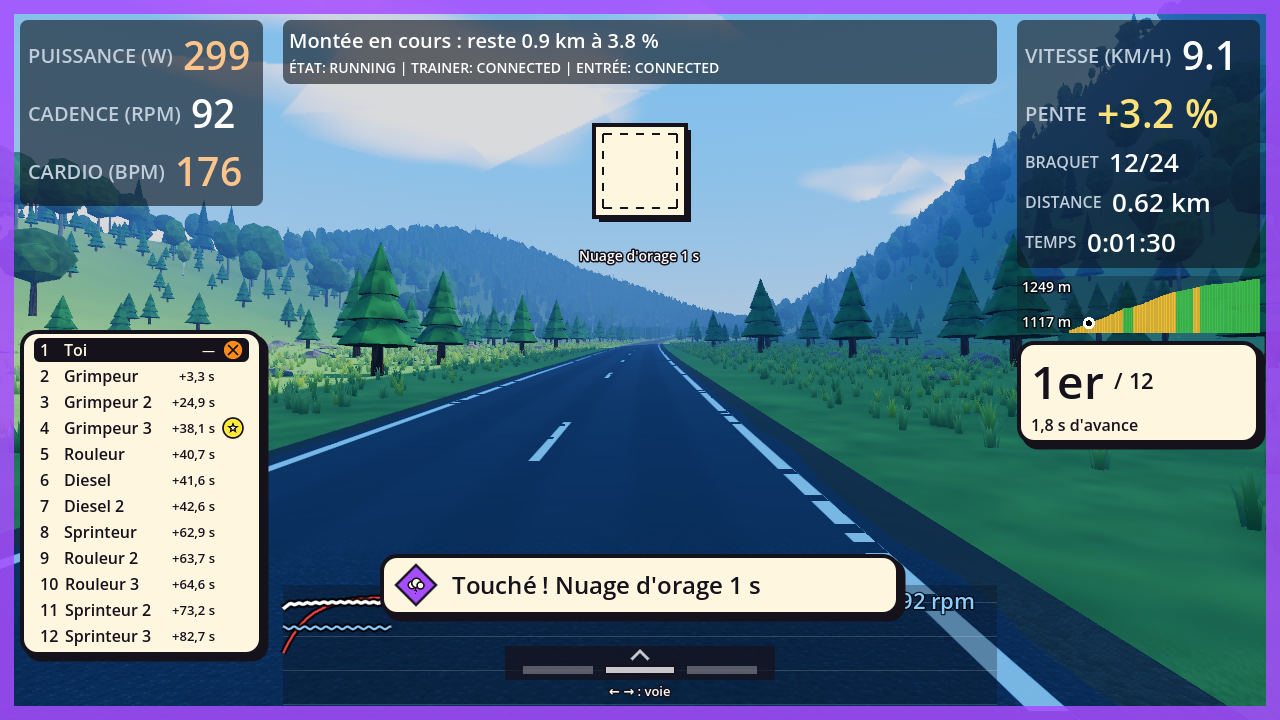 PUISSANCE (W) 299
CADENCE (RPM) 92
CARDIO (BPM) 176
Montée en cours : reste 0.9 km à 3.8 %
ÉTAT: RUNNING | TRAINER: CONNECTED | ENTRÉE: CONNECTED
VITESSE (KM/H) 9.1
PENTE +3.2 %
BRAQUET 12/24
DISTANCE 0.62 km
TEMPS 0:01:30
1249 m
1117 m
Nuage d'orage 1 s
1 Toi —
2 Grimpeur +3,3 s
3 Grimpeur 2 +24,9 s
4 Grimpeur 3 +38,1 s
5 Rouleur +40,7 s
6 Diesel +41,6 s
7 Diesel 2 +42,6 s
8 Sprinteur +62,9 s
9 Rouleur 2 +63,7 s
10 Rouleur 3 +64,6 s
11 Sprinteur 2 +73,2 s
12 Sprinteur 3 +82,7 s
1er / 12
1,8 s d'avance
Touché ! Nuage d'orage 1 s
92 rpm
← → : voie